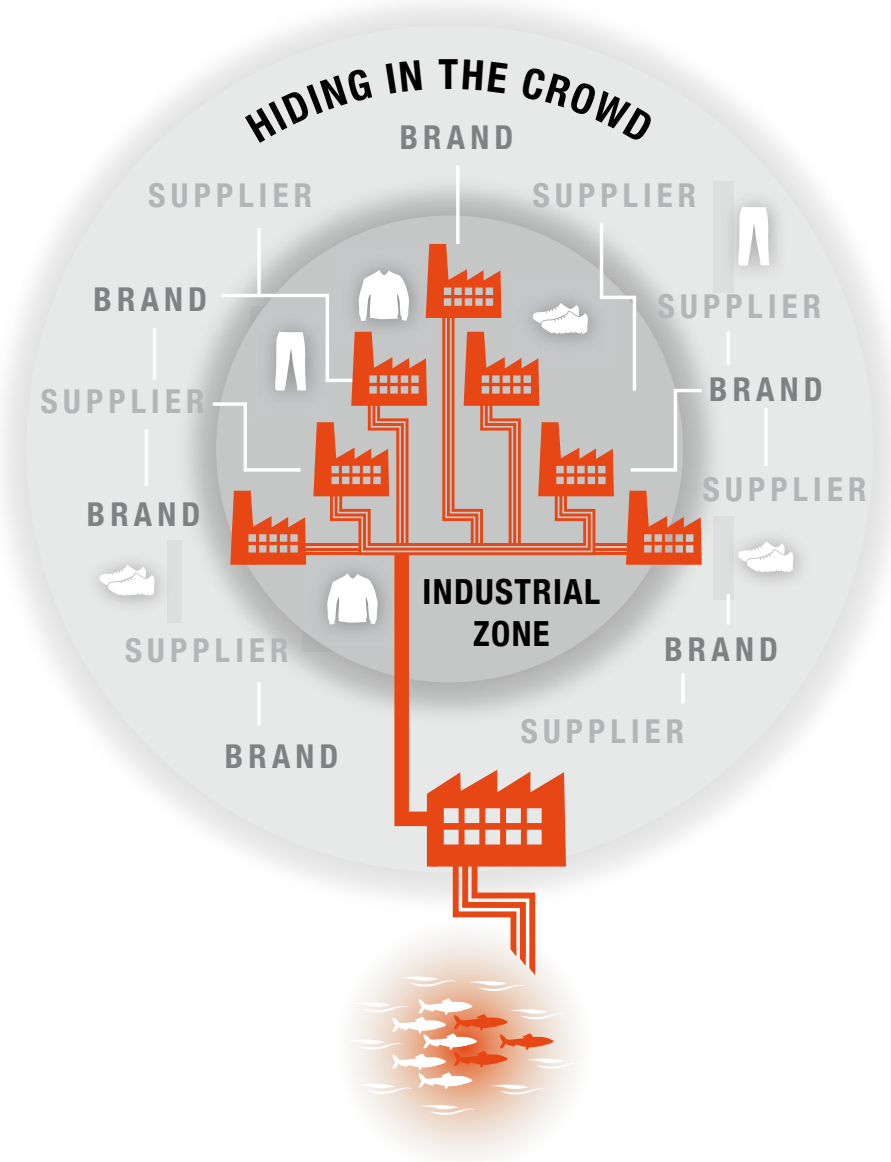 HIDING IN THE CROWD
BRAND
SUPPLIER
SUPPLIER
BRAND
SUPPLIER
BRAND
SUPPLIER
SUPPLIER
BRAND
INDUSTRIAL
ZONE
SUPPLIER
BRAND
SUPPLIER
BRAND